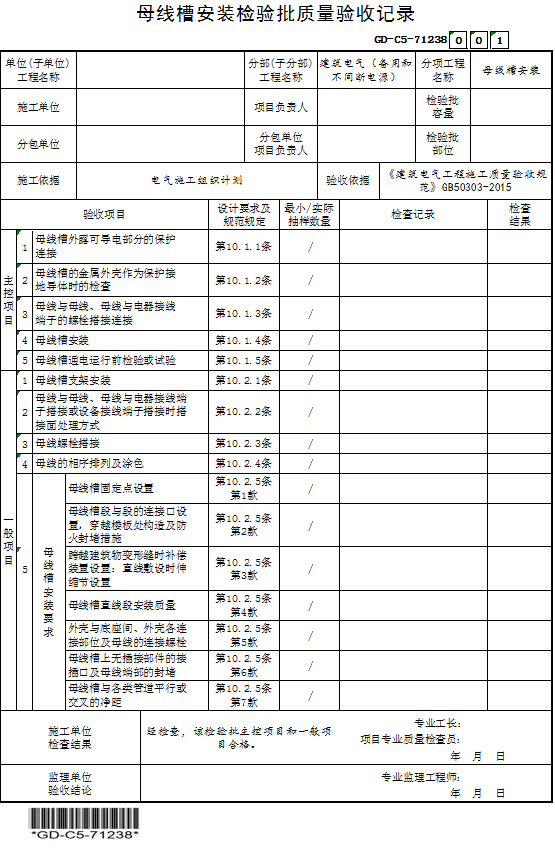 母线槽安装检验批质量验收记录
GD-C5-71238 0 0 1
单位(子单位)
工程名称
分部(子分部)
工程名称
建筑电气（备用和
不间断电源）
分项工程
名称
母线槽安装
施工单位
项目负责人
检验批
容量
分包单位
分包单位
项目负责人
检验批
部位
施工依据
电气施工组织计划
验收依据
《建筑电气工程施工质量验收规
范》GB50303-2015
验收项目
设计要求及
规范规定
最小/实际
抽样数量
检查记录
检查
结果
主控项目
1
母线槽外露可导电部分的保护
连接
第10.1.1条
/
2
母线槽的金属外壳作为保护接
地导体时的检查
第10.1.2条
/
3
母线与母线、母线与电器接线
端子的螺栓搭接连接
第10.1.3条
/
4
母线槽安装
第10.1.4条
/
5
母线槽通电运行前检验或试验
第10.1.5条
/
一般项目
1
母线槽支架安装
第10.2.1条
/
2
母线与母线、母线与电器接线端
子搭接或设备接线端子搭接时搭
接面处理方式
第10.2.2条
/
3
母线螺栓搭接
第10.2.3条
/
4
母线的相序排列及涂色
第10.2.4条
/
5
母线槽安装要求
母线槽固定点设置
第10.2.5条
第1款
/
母线槽段与段的连接口设
置，穿越楼板处构造及防
火封堵措施
第10.2.5条
第2款
/
跨越建筑物变形缝时补偿
装置设置；直线敷设时伸
缩节设置
第10.2.5条
第3款
/
母线槽直线段安装质量
第10.2.5条
第4款
/
外壳与底座间、外壳各连
接部位及母线的连接螺栓
第10.2.5条
第5款
/
母线槽上无插接部件的接
插口及母线端部的封堵
第10.2.5条
第6款
/
母线槽与各类管道平行或
交叉的净距
第10.2.5条
第7款
/
施工单位
检查结果
经检查，该检验批主控项目和一般项
目合格。
专业工长：
项目专业质量检查员：
年 月 日
监理单位
验收结论
专业监理工程师：
年 月 日
*GD-C5-71238*